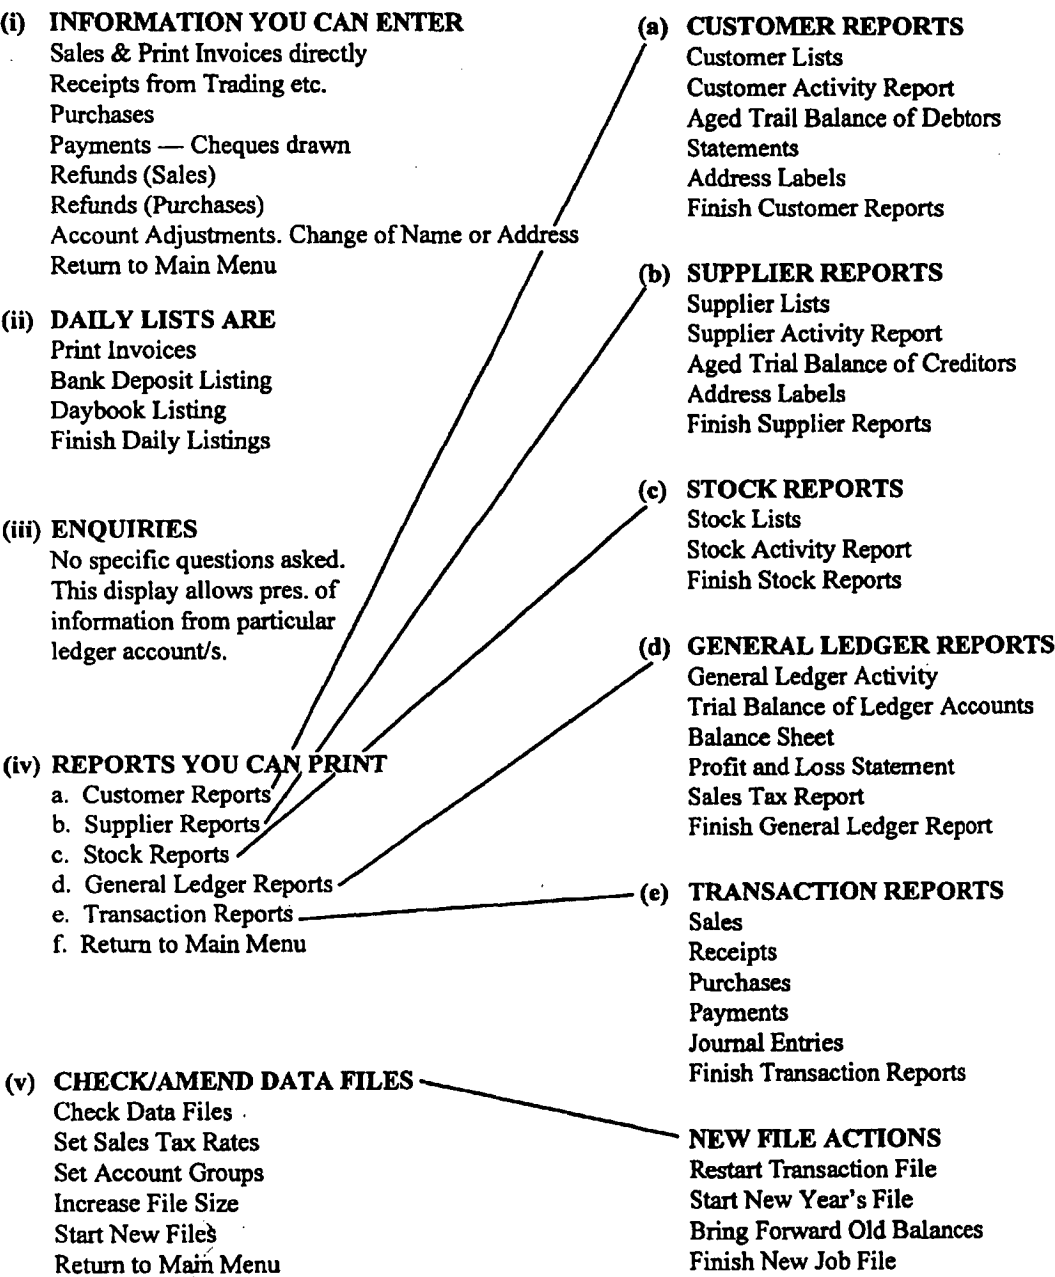 (i) INFORMATION YOU CAN ENTER
Sales & Print Invoices directly
Receipts from Trading etc.
Purchases
Payments — Cheques drawn
Refunds (Sales)
Refunds (Purchases)
Account Adjustments. Change of Name or Address
Return to Main Menu
(ii) DAILY LISTS ARE
Print Invoices
Bank Deposit Listing
Daybook Listing
Finish Daily Listings
(iii) ENQUIRIES
No specific questions asked.
This display allows pres. of
information from particular
ledger account/s.
(iv) REPORTS YOU CAN PRINT
a. Customer Reports
b. Supplier Reports
c. Stock Reports
d. General Ledger Reports
e. Transaction Reports
f. Return to Main Menu
(v) CHECK/AMEND DATA FILES
Check Data Files
Set Sales Tax Rates
Set Account Groups
Increase File Size
Start New Files
Return to Main Menu
(a) CUSTOMER REPORTS
Customer Lists
Customer Activity Report
Aged Trail Balance of Debtors
Statements
Address Labels
Finish Customer Reports
(b) SUPPLIER REPORTS
Supplier Lists
Supplier Activity Report
Aged Trial Balance of Creditors
Address Labels
Finish Supplier Reports
(c) STOCK REPORTS
Stock Lists
Stock Activity Report
Finish Stock Reports
(d) GENERAL LEDGER REPORTS
General Ledger Activity
Trial Balance of Ledger Accounts
Balance Sheet
Profit and Loss Statement
Sales Tax Report
Finish General Ledger Report
(e) TRANSACTION REPORTS
Sales
Receipts
Purchases
Payments
Journal Entries
Finish Transaction Reports
NEW FILE ACTIONS
Restart Transaction File
Start New Year's File
Bring Forward Old Balances
Finish New Job File